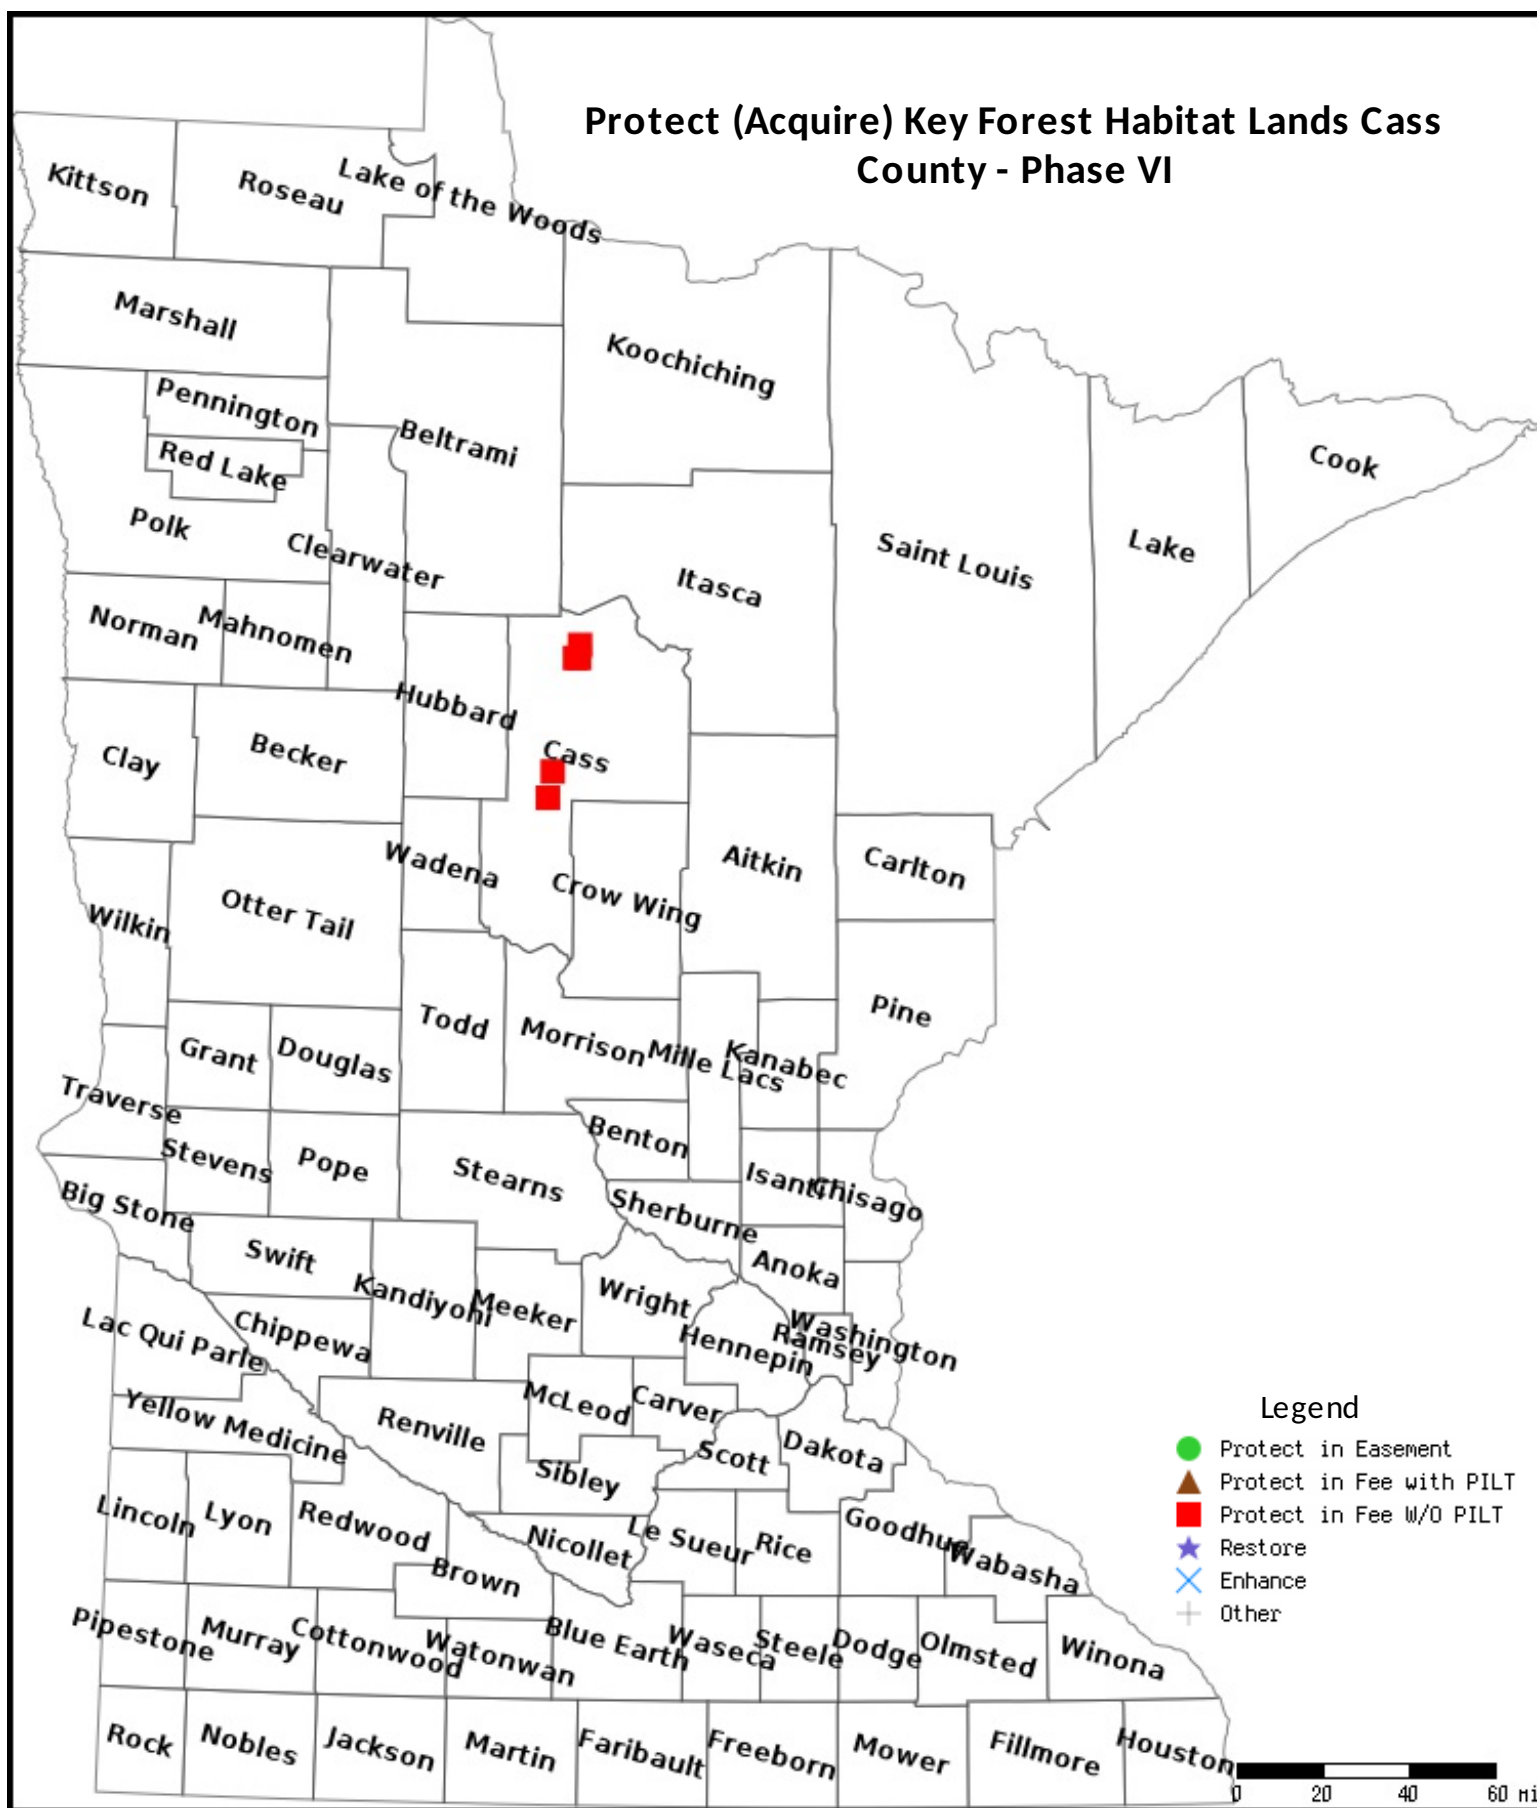 Protect (Acquire) Key Forest Habitat Lands Cass
County - Phase VI
Kittson
Roseau
Lake of the Woods
Marshall
Koochiching
Pennington
Beltrami
Red Lake
Cook
Polk
Clearwater
Saint Louis
Lake
Itasca
Norman
Mahnomen
Hubbard
Cass
Clay
Becker
Wadena
Aitkin
Carlton
Crow Wing
Otter Tail
Wilkin
Todd
Morrison
Pine
Mille Lacs
Kanabec
Grant
Douglas
Traverse
Benton
Stevens
Pope
Stearns
Isanti
Chisago
Big Stone
Sherburne
Swift
Anoka
Kandiyohi
Meeker
Wright
Lac Qui Parle
Chippewa
Hennepin
Ramsey
Washington
McLeod
Carver
Yellow Medicine
Renville
Scott
Dakota
Sibley
Legend
Protect in Easement
Protect in Fee with PILT
Protect in Fee W/O PILT
Restore
Enhance
Other
Lincoln
Lyon
Redwood
Nicollet
Le Sueur
Rice
Goodhue
Wabasha
Brown
Pipestone
Murray
Cottonwood
Watonwan
Blue Earth
Waseca
Steele
Dodge
Olmsted
Winona
Rock
Nobles
Jackson
Martin
Faribault
Freeborn
Mower
Fillmore
Houston
0 20 40 60 Mi